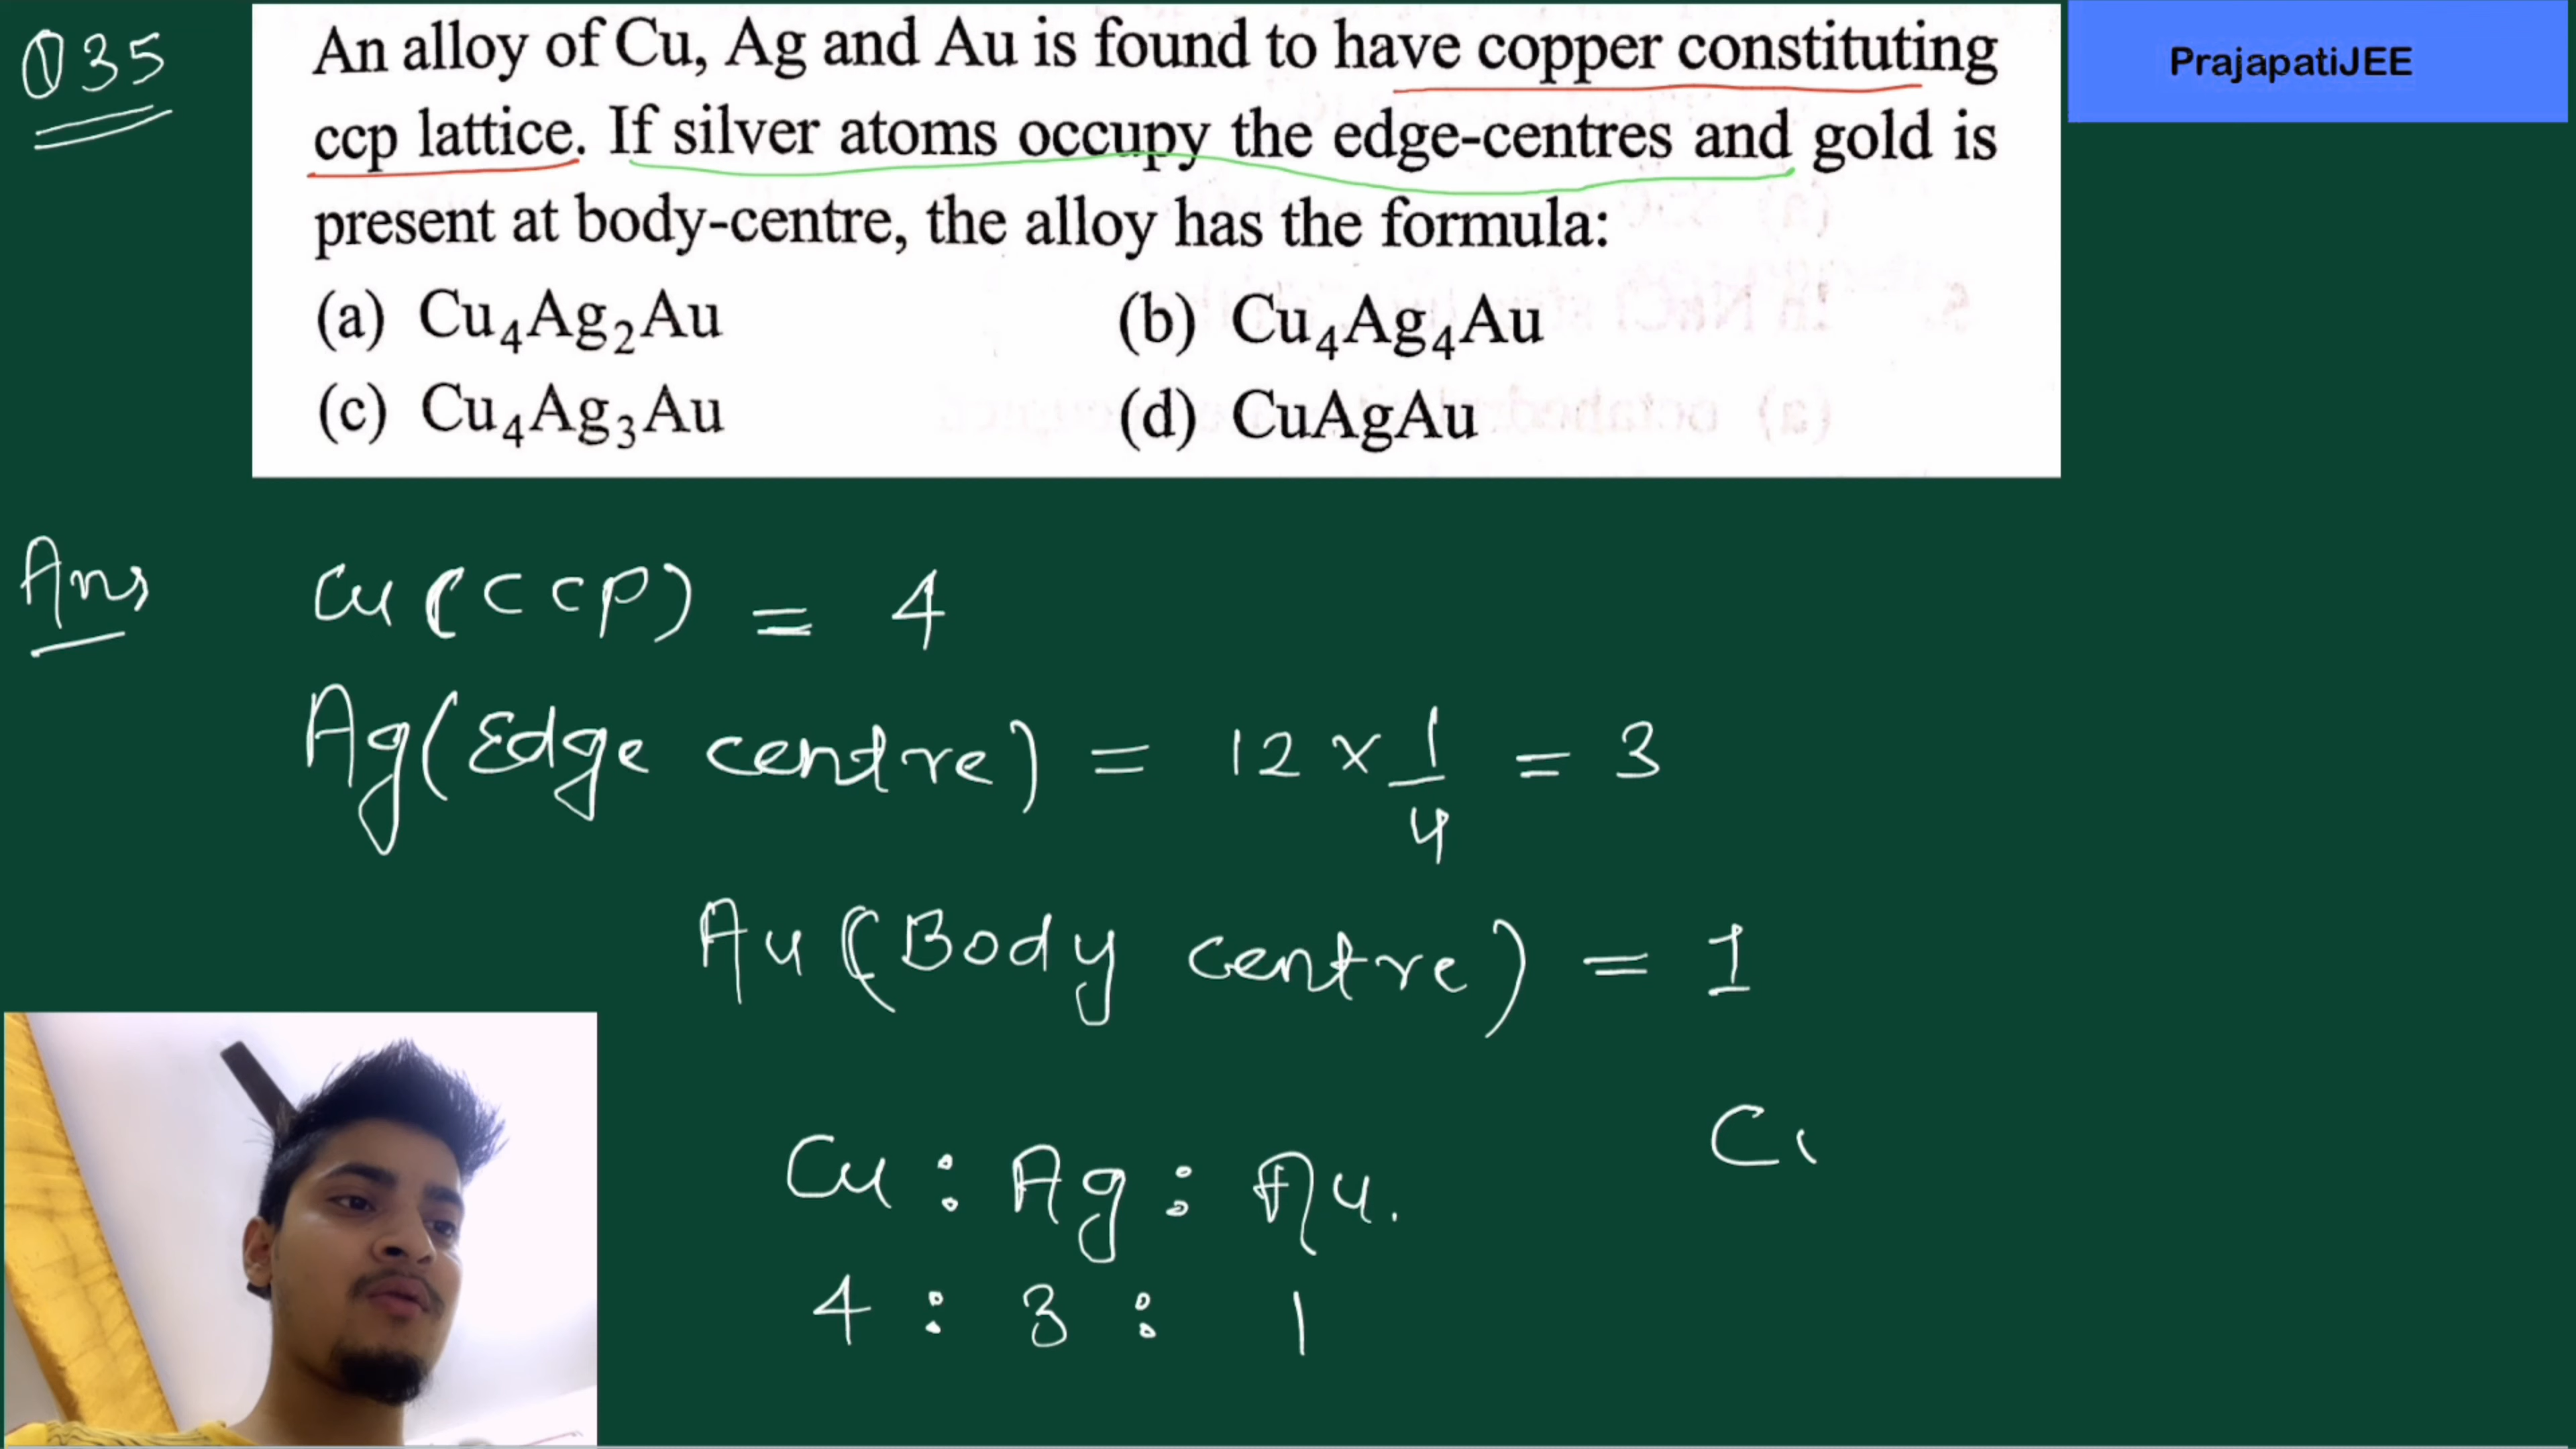 Q35
An alloy of Cu, Ag and Au is found to have copper constituting
ccp lattice. If silver atoms occupy the edge-centres and gold is
present at body-centre, the alloy has the formula:
(a) Cu₄Ag₂Au (b) Cu₄Ag₄Au
(c) Cu₄Ag₃Au (d) CuAgAu
PrajapatiJEE
Ans Cu (CCP) = 4
Ag (Edge centre) = 12 × 1/4 = 3
Au (Body centre) = 1
Cu : Ag : Au.
4 : 3 : 1